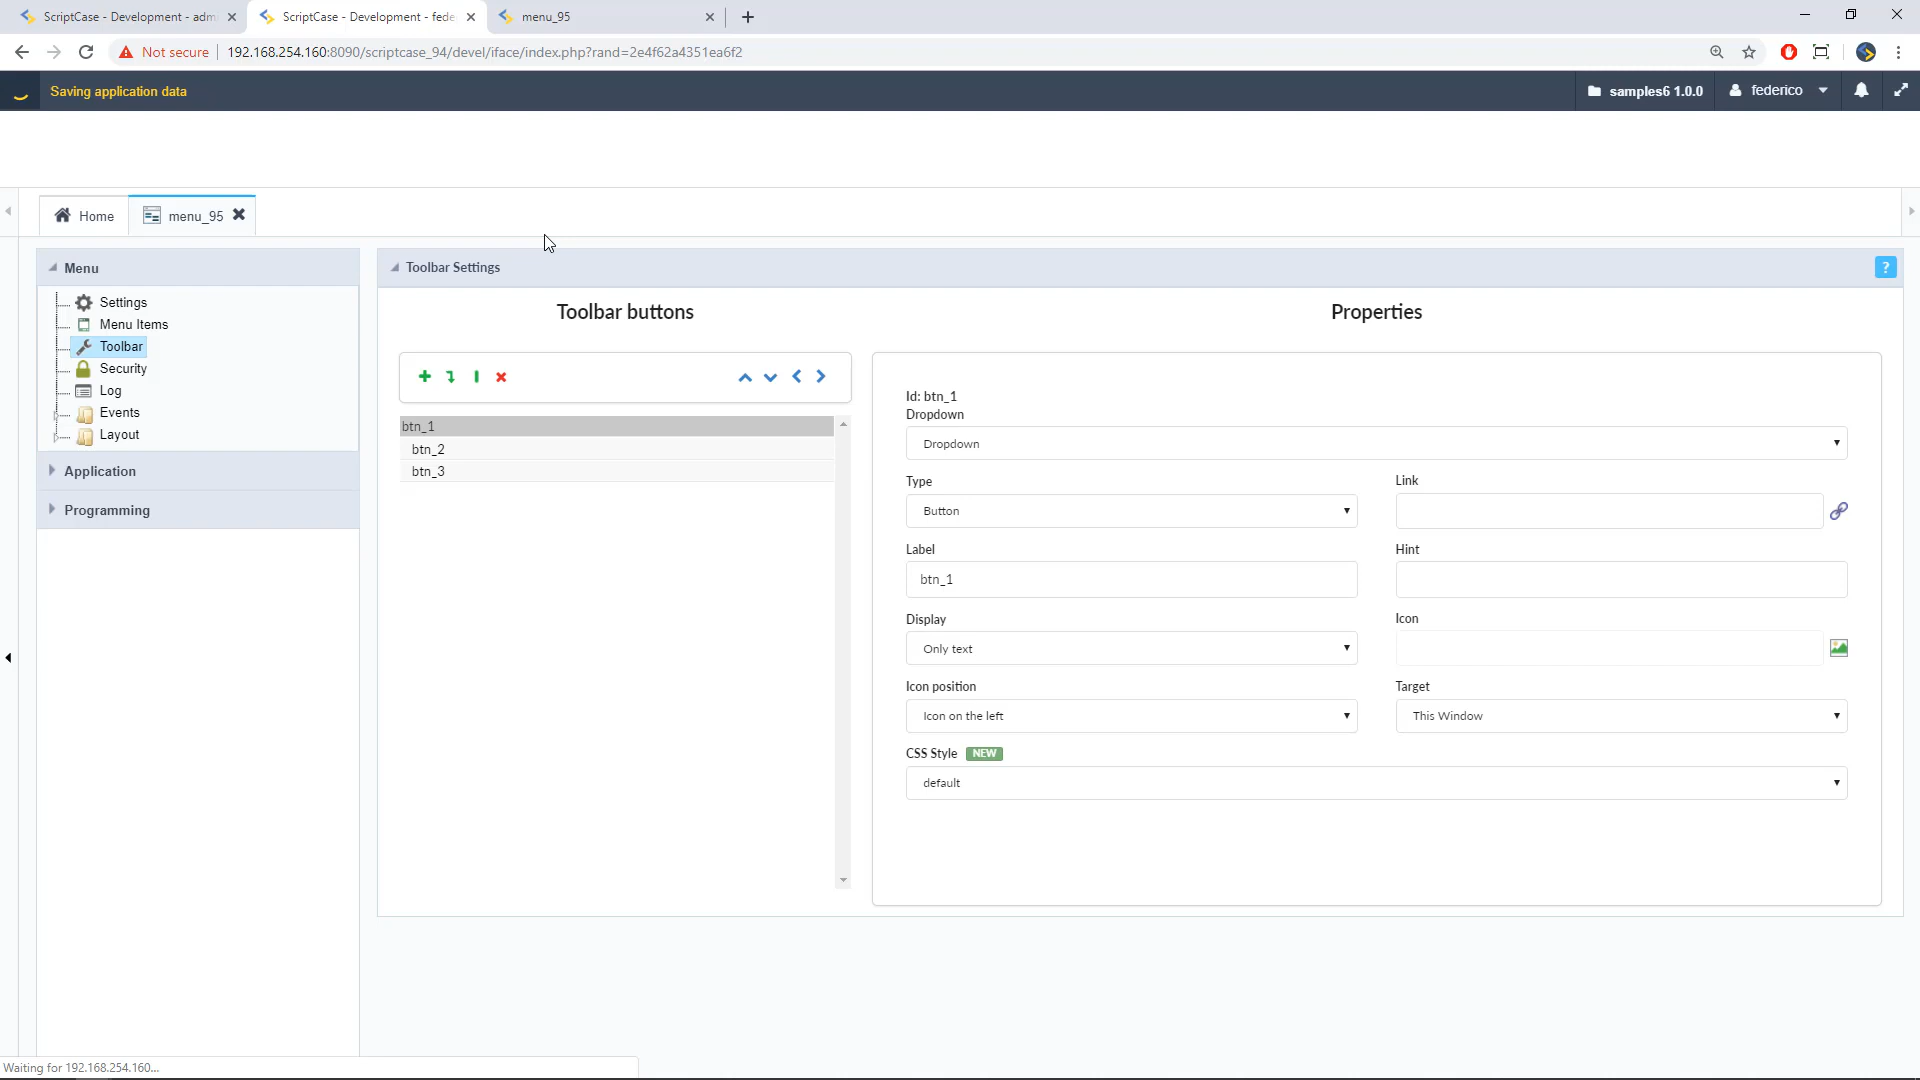 ScriptCase - Development - adm
ScriptCase - Development - fede
menu_95
Not secure
192.168.254.160:8090/scriptcase_94/devel/iface/index.php?rand=2e4f62a4351ea6f2
Saving application data
samples6 1.0.0
federico
Home
menu_95
Menu
Settings
Menu Items
Toolbar
Security
Log
Events
Layout
Application
Programming
Toolbar Settings
?
Toolbar buttons
Properties
btn_1
btn_2
btn_3
Id: btn_1
Dropdown
Dropdown
Type
Link
Button
Label
Hint
btn_1
Display
Icon
Only text
Icon position
Target
Icon on the left
This Window
CSS Style NEW
default
Waiting for 192.168.254.160...